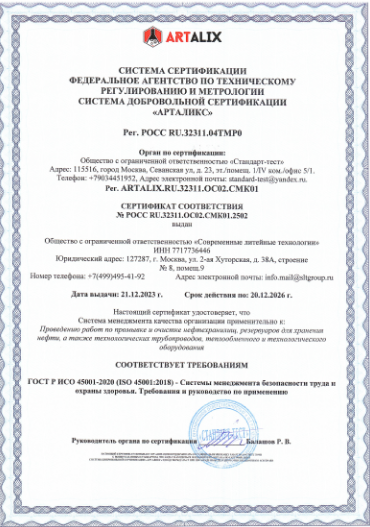 ARTALIX
СИСТЕМА СЕРТИФИКАЦИИ
ФЕДЕРАЛЬНОЕ АГЕНТСТВО ПО ТЕХНИЧЕСКОМУ
РЕГУЛИРОВАНИЮ И МЕТРОЛОГИИ
СИСТЕМА ДОБРОВОЛЬНОЙ СЕРТИФИКАЦИИ
«АРТАЛИКС»
Рег. РОСС RU.32311.04ТМР0
Орган по сертификации:
Общество с ограниченной ответственностью «Стандарт-тест»
Адрес: 115516, город Москва, Севанская ул, д. 23, эт./помещ. 1/IV ком./офис 5/1.
Телефон: +79034451952, Адрес электронной почты: standard-test@yandex.ru.
Рег. ARTALIX.RU.32311.ОС02.СМК01
СЕРТИФИКАТ СООТВЕТСТВИЯ
№ РОСС RU.32311.ОС02.СМК01.2502
выдан
Общество с ограниченной ответственностью «Современные литейные технологии»
ИНН 7717736446
Юридический адрес: 127287, г. Москва, ул. 2-ая Хуторская, д. 38А, строение
№ 8, помещ.9
Номер телефона: +7(499)495-41-92 Адрес электронной почты: info.mail@sltgroup.ru
Дата выдачи: 21.12.2023 г. Срок действия по: 20.12.2026 г.
Настоящий сертификат удостоверяет, что
Система менеджмента качества организации применительно к:
Проведению работ по промывке и очистке нефтехранилищ, резервуаров для хранения
нефти, а также технологических трубопроводов, теплообменного и технологического
оборудования
СООТВЕТСТВУЕТ ТРЕБОВАНИЯМ
ГОСТ Р ИСО 45001-2020 (ISO 45001:2018) - Системы менеджмента безопасности труда и
охраны здоровья. Требования и руководство по применению
Руководитель органа по сертификации Балашов Р. В.